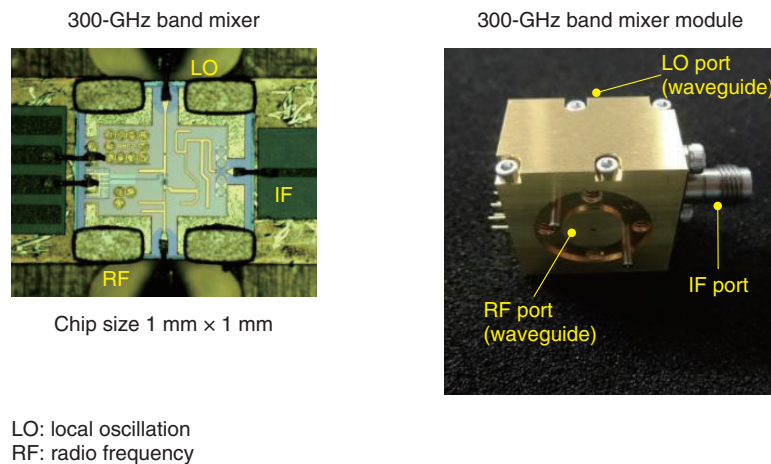 300-GHz band mixer
LO
IF
RF
Chip size 1 mm × 1 mm
300-GHz band mixer module
LO port
(waveguide)
IF port
RF port
(waveguide)
LO: local oscillation
RF: radio frequency